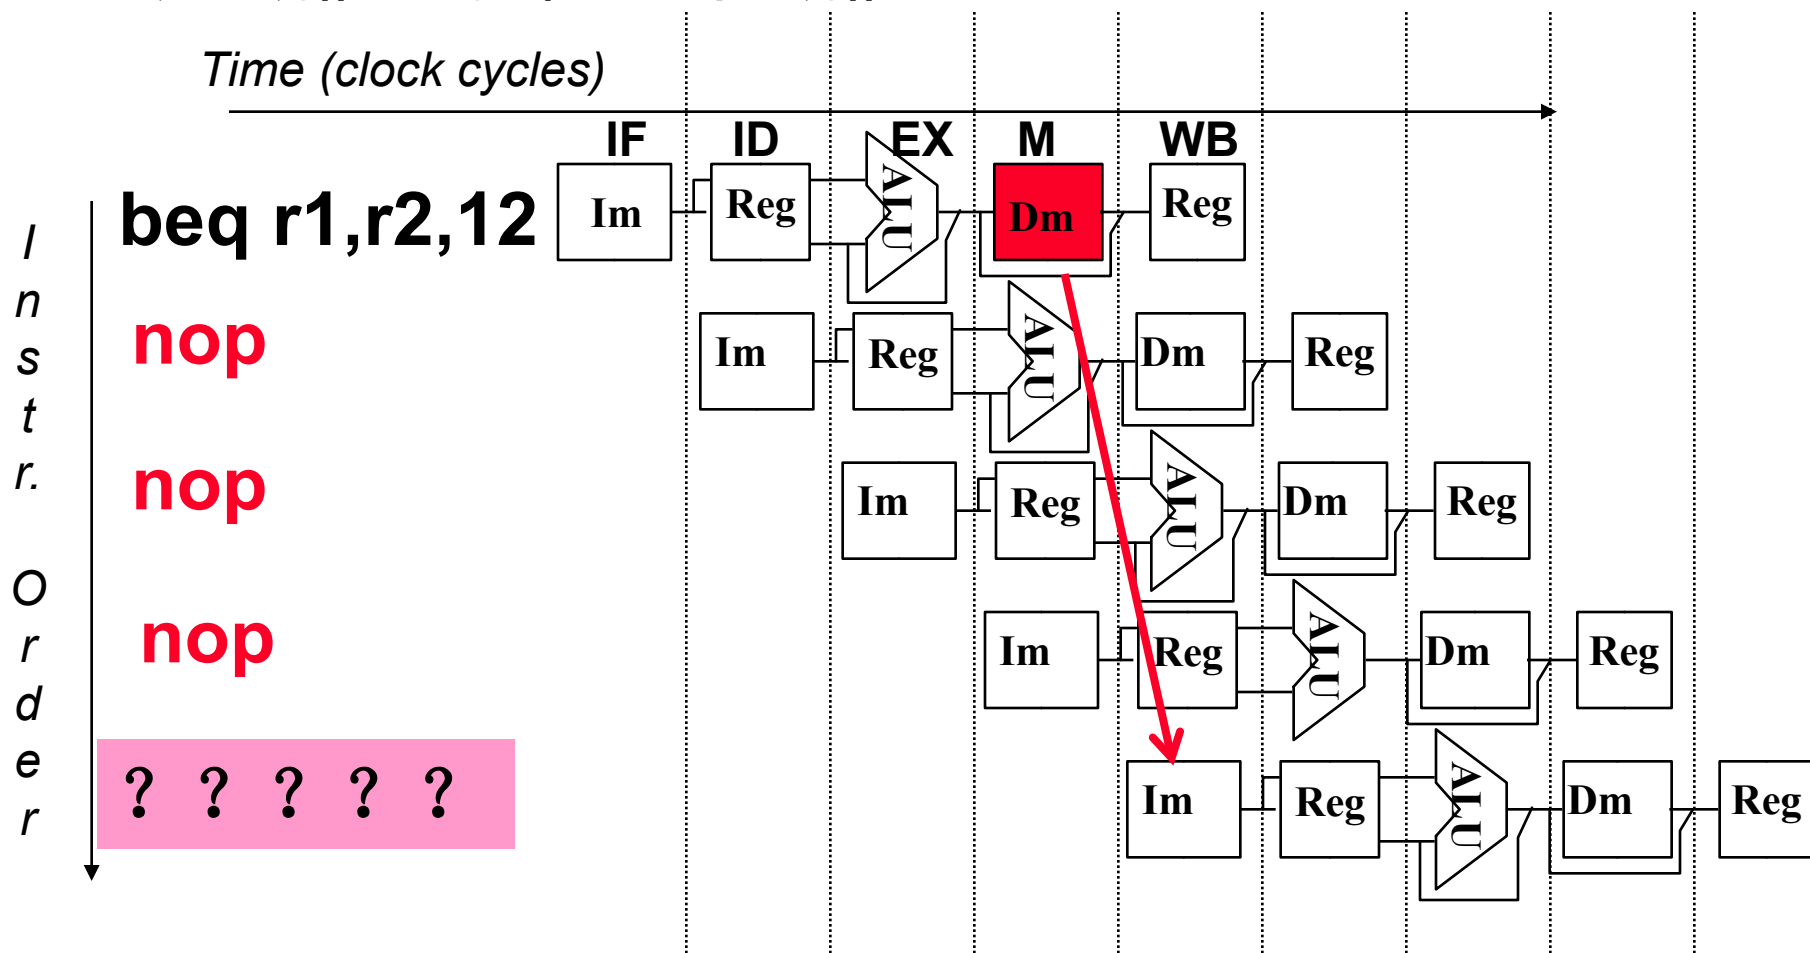 Time (clock cycles)
IF ID EX M WB
Instr. Order
beq r1,r2,12 Im Reg ALU Dm Reg
nop Im Reg ALU Dm Reg
nop Im Reg ALU Dm Reg
nop Im Reg ALU Dm Reg
? ? ? ? ? Im Reg ALU Dm Reg